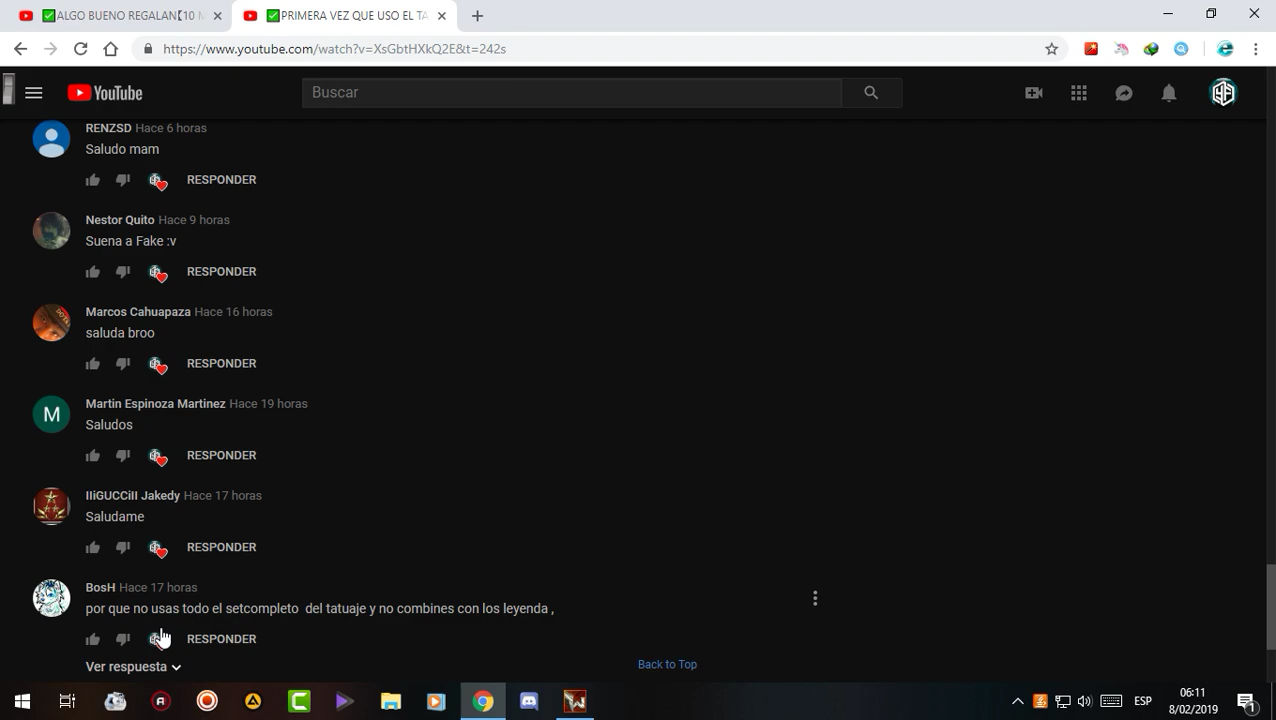 ✅ALGO BUENO REGALAN【10 M
✅PRIMERA VEZ QUE USO EL TA
https://www.youtube.com/watch?v=XsGbtHXkQ2E&t=242s
YouTube
Buscar
RENZSD Hace 6 horas
Saludo mam
RESPONDER
Nestor Quito Hace 9 horas
Suena a Fake :v
RESPONDER
Marcos Cahuapaza Hace 16 horas
saluda broo
RESPONDER
M
Martin Espinoza Martinez Hace 19 horas
Saludos
RESPONDER
IIiGUCCiII Jakedy Hace 17 horas
Saludame
RESPONDER
BosH Hace 17 horas
por que no usas todo el setcompleto  del tatuaje y no combines con los leyenda ,
RESPONDER
Ver respuesta
Back to Top
ESP
06:11
8/02/2019
1